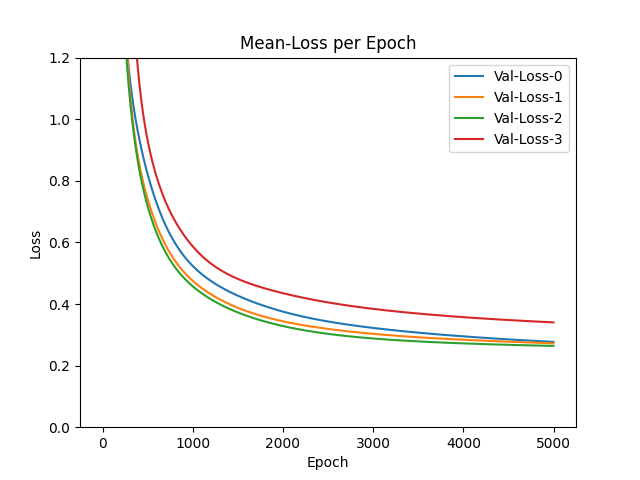 Mean-Loss per Epoch
Val-Loss-0
Val-Loss-1
Val-Loss-2
Val-Loss-3
1.2
1.0
0.8
0.6
0.4
0.2
0.0
Loss
0 1000 2000 3000 4000 5000
Epoch